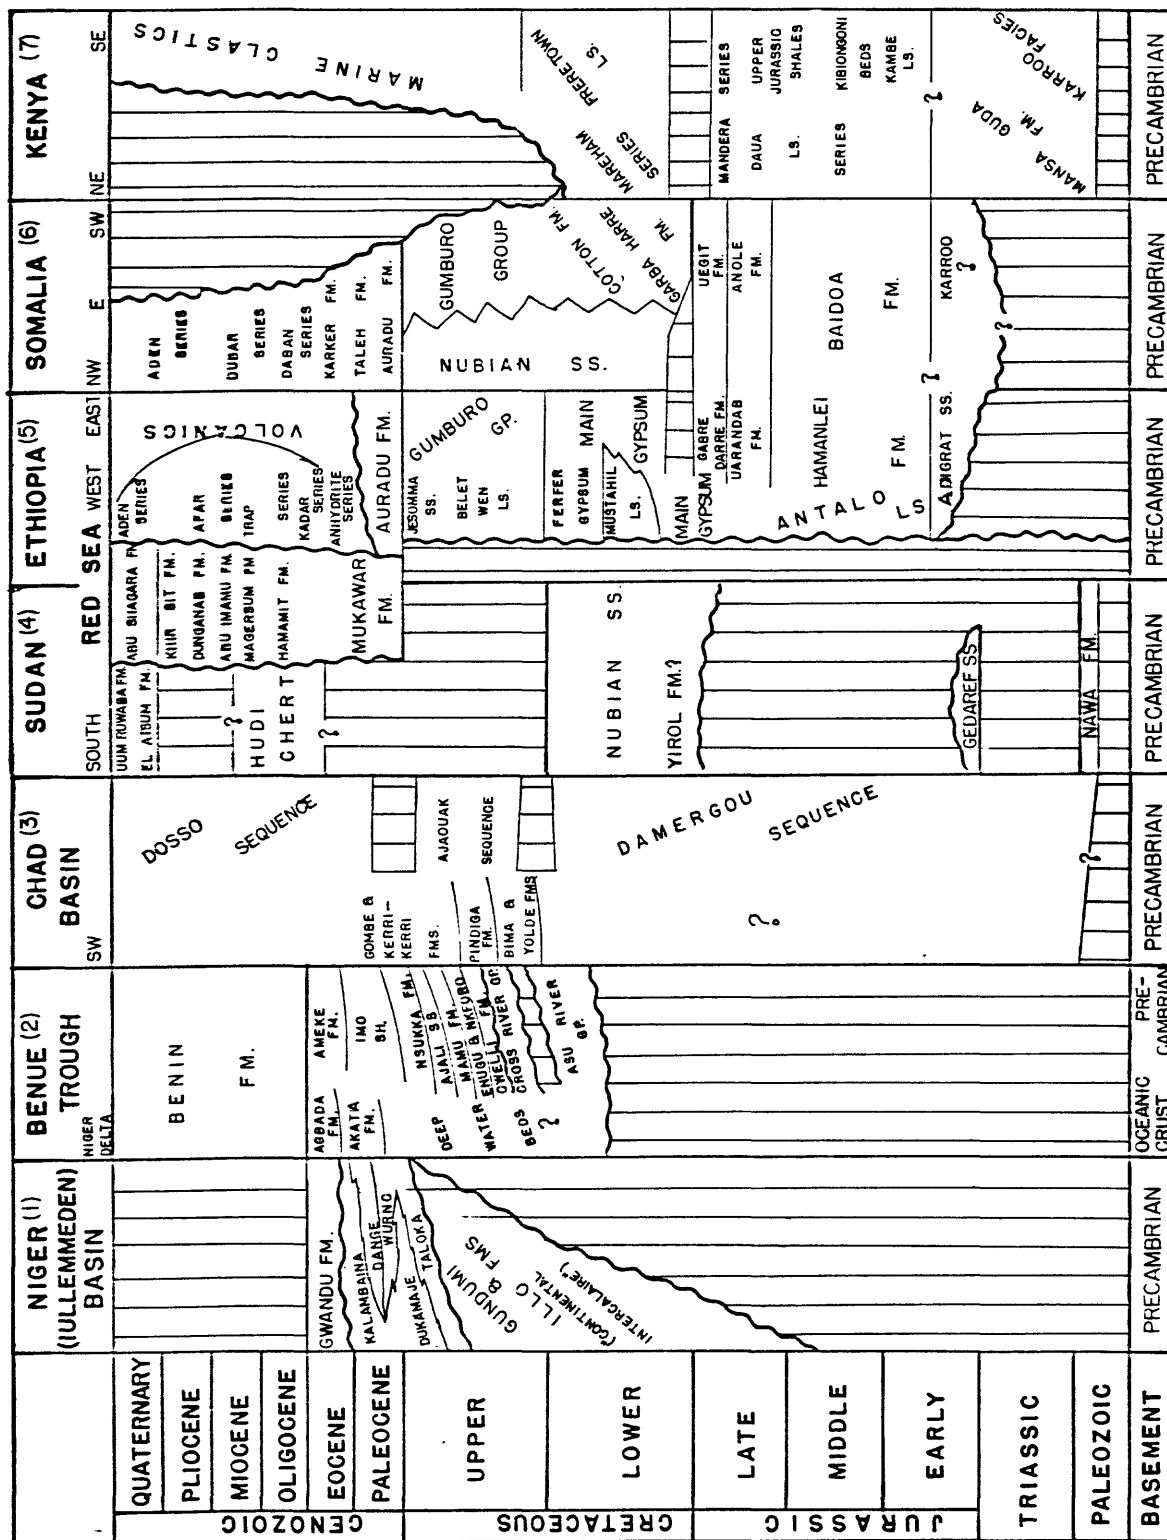 NIGER (1)
(IULLEMMEDEN)
BASIN
BENUE (2)
TROUGH
NIGER
DELTA
CHAD (3)
BASIN
SW
SUDAN (4)
SOUTH
RED SEA
ETHIOPIA (5)
WEST
EAST
SOMALIA (6)
NW
E
SW
KENYA (7)
NE
SE
CENOZOIC
QUATERNARY
PLIOCENE
MIOCENE
OLIGOCENE
EOCENE
PALEOCENE
CRETACEOUS
UPPER
LOWER
JURASSIC
LATE
MIDDLE
EARLY
TRIASSIC
PALEOZOIC
BASEMENT
GWANDU FM.
KALAMBAINA
DANGE
WURNO
DUKAMAJE
TALOKA
GUNDUMI
ILLO &
FMS
("CONTINENTAL
INTERCALAIRE")
PRECAMBRIAN
BENIN
FM.
AGBADA
FM.
AMEKE
FM.
AKATA
FM.
IMO
SH.
NSUKKA FM.
AJALI SS
MAMU FM.
ENUGU & NKPORO
FM.
CROSS RIVER GP.
DEEP
WATER
BEDS
?
ASU RIVER
GP.
OCEANIC
CRUST
PRE-
CAMBRIAN
DOSSO
SEQUENCE
GOMBE &
KERRI-
KERRI
FMS.
PINDIGA
FM.
BIMA &
YOLDE FMS
AJAOUAK
SEQUENCE
DAMERGOU
SEQUENCE
?
?
PRECAMBRIAN
UUM RUWABA FM.
EL ATSUM FM.
?
HUDI
CHERT
?
ABU SHAGARA FM
KHIR SIT FM.
DUNGANAB FM.
ABU IMAMU FM.
MAGERSUM FM
HAMAMIT FM.
MUKAWAR
FM.
NUBIAN SS.
YIROL FM.?
GEDAREF SS
NAWA FM.
PRECAMBRIAN
ADEN
SERIES
AFAR
SERIES
TRAP
SERIES
KADAR
SERIES
ANHYDRITE
SERIES
VOLCANICS
AURADU FM.
JESOMMA
SS.
BELET
WEN
LS.
GUMBURO
GP.
FERFER
GYPSUM
MUSTAHIL
LS.
MAIN
GYPSUM
MAIN
GYPSUM
GABRE
DARRE FM.
UARANDAB
FM.
HAMANLEI
FM.
ANTALO
LS
ADIGRAT SS.
PRECAMBRIAN
ADEN
SERIES
DUBAR
SERIES
DABAN
SERIES
KARKER FM.
TALEH FM.
AURADU FM.
GUMBURO
GROUP
NUBIAN SS.
COTTON FM.
GARBA HARRE
FM.
UEGIT
FM.
ANOLE
FM.
BAIDOA
FM.
?
KARROO
?
?
PRECAMBRIAN
MARINE CLASTICS
FRERETOWN
LS.
MAREHAM
SERIES
MANDERA SERIES
DAUA
LS.
SERIES
UPPER
JURASSIC
SHALES
KIBIONGONI
BEDS
KAMBE
LS.
?
KARROO
FACIES
MANSA GUDA
FM.
PRECAMBRIAN